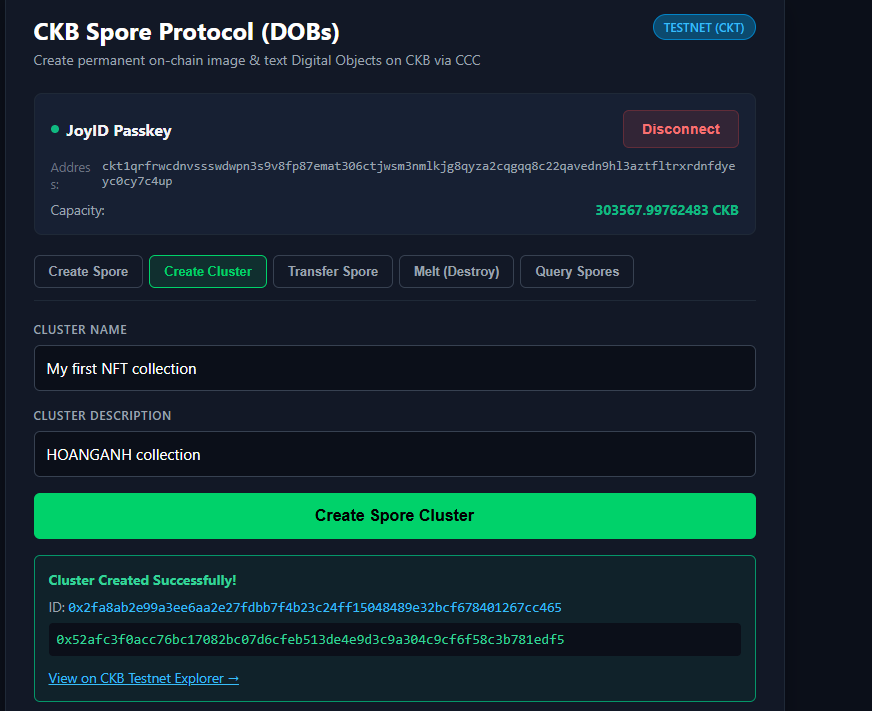 CKB Spore Protocol (DOBs)
TESTNET (CKT)
Create permanent on-chain image & text Digital Objects on CKB via CCC
JoyID Passkey
Disconnect
Addres
s:
ckt1qrfrwcdnvssswdwpn3s9v8fp87emat306ctjwsm3nmlkjg8qyza2cqgqq8c22qavedn9hl3aztfltrxrdnfdye
yc0cy7c4up
Capacity:
303567.99762483 CKB
Create Spore
Create Cluster
Transfer Spore
Melt (Destroy)
Query Spores
CLUSTER NAME
My first NFT collection
CLUSTER DESCRIPTION
HOANGANH collection
Create Spore Cluster
Cluster Created Successfully!
ID: 0x2fa8ab2e99a3ee6aa2e27fdbb7f4b23c24ff15048489e32bcf678401267cc465
0x52afc3f0acc76bc17082bc07d6cfeb513de4e9d3c9a304c9cf6f58c3b781edf5
View on CKB Testnet Explorer →